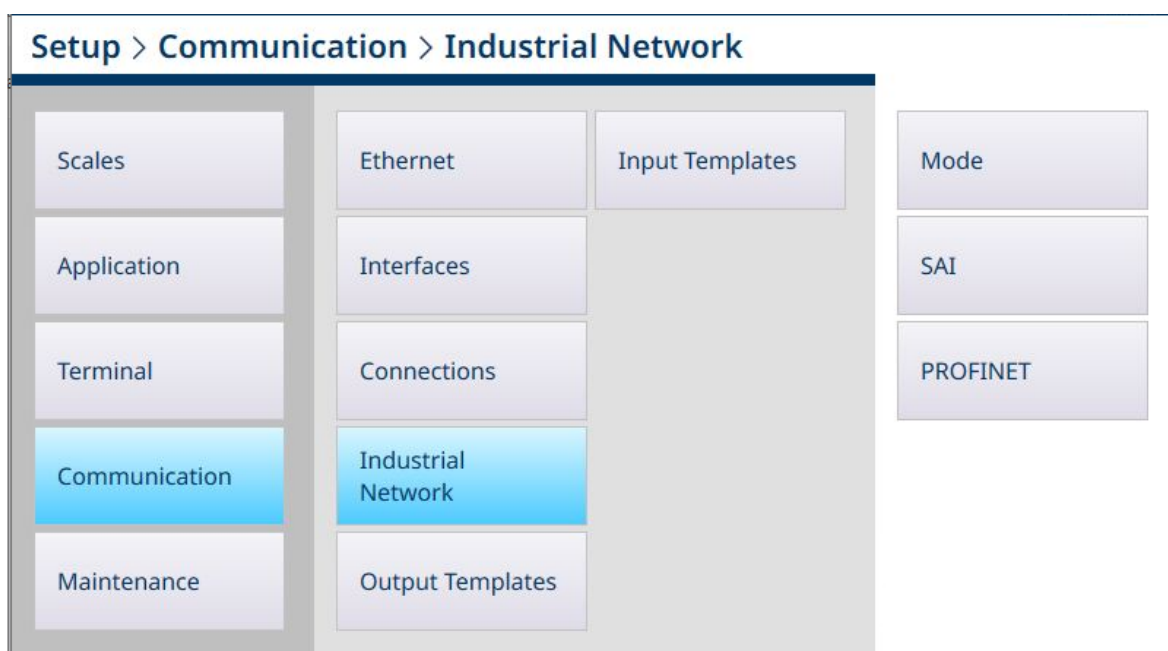 Setup > Communication > Industrial Network
Scales
Application
Terminal
Communication
Maintenance
Ethernet
Interfaces
Connections
Industrial
Network
Output Templates
Input Templates
Mode
SAI
PROFINET